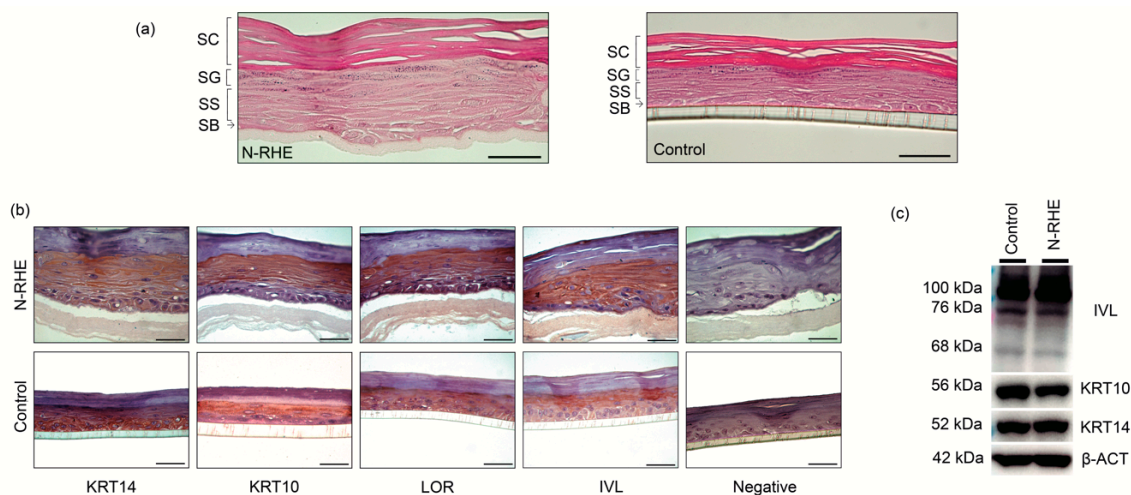 (a)
SC
SG
SS
SB
N-RHE
SC
SG
SS
SB
Control
(b)
N-RHE
Control
KRT14
KRT10
LOR
IVL
Negative
(c)
Control
N-RHE
100 kDa
76 kDa
IVL
68 kDa
56 kDa
KRT10
52 kDa
KRT14
42 kDa
β-ACT